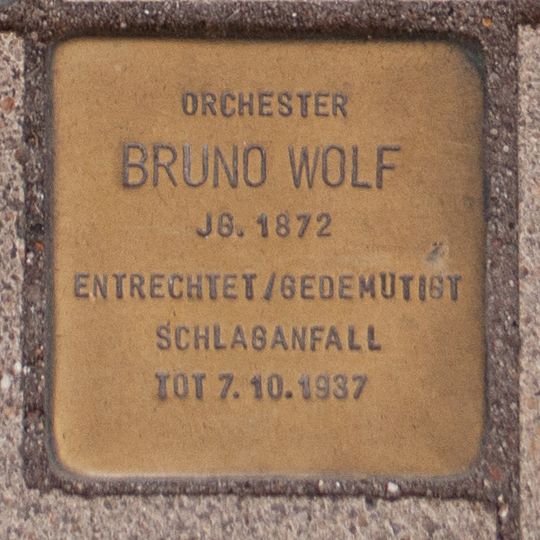 ORCHESTER
BRUNO WOLF
JG. 1872
ENTRECHTET/GEDEMÜTIGT
SCHLAGANFALL
TOT 7.10.1937